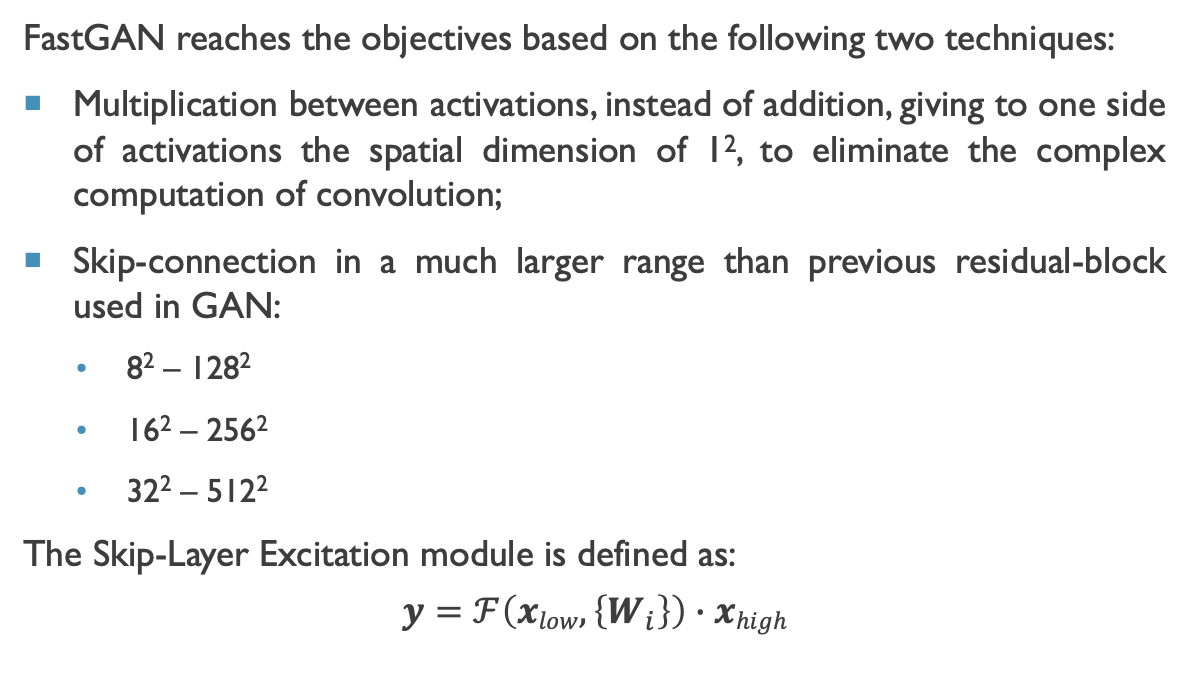 FastGAN reaches the objectives based on the following two techniques:
▪ Multiplication between activations, instead of addition, giving to one side
of activations the spatial dimension of 1², to eliminate the complex
computation of convolution;
▪ Skip-connection in a much larger range than previous residual-block
used in GAN:
• 8² – 128²
• 16² – 256²
• 32² – 512²
The Skip-Layer Excitation module is defined as:
𝒚 = ℱ(𝒙_low, {𝑾_i}) · 𝒙_high